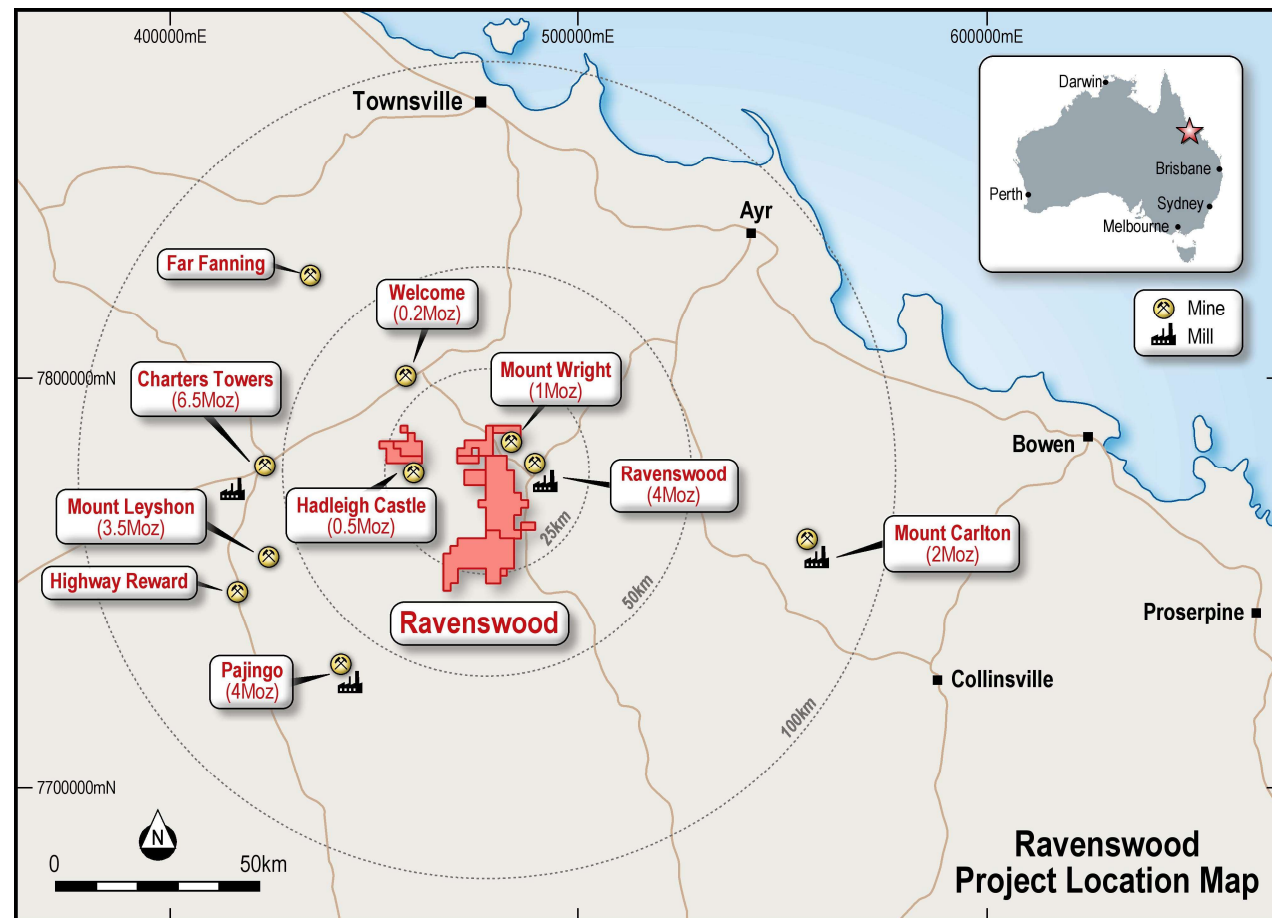 400000mE
500000mE
600000mE
Townsville
Darwin
Brisbane
Perth
Sydney
Melbourne
Ayr
Far Fanning
Welcome
(0.2Moz)
Mine
Mill
7800000mN
Charters Towers
(6.5Moz)
Mount Wright
(1Moz)
Bowen
Ravenswood
(4Moz)
Mount Leyshon
(3.5Moz)
Hadleigh Castle
(0.5Moz)
25km
Mount Carlton
(2Moz)
Highway Reward
50km
Ravenswood
Proserpine
Pajingo
(4Moz)
Collinsville
100km
7700000mN
N
0
50km
Ravenswood
Project Location Map